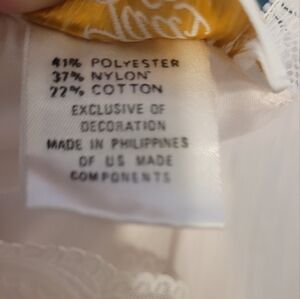 41% POLYESTER
37% NYLON
22% COTTON
EXCLUSIVE OF
DECORATION
MADE IN PHILIPPINES
OF US MADE
COMPONENTS